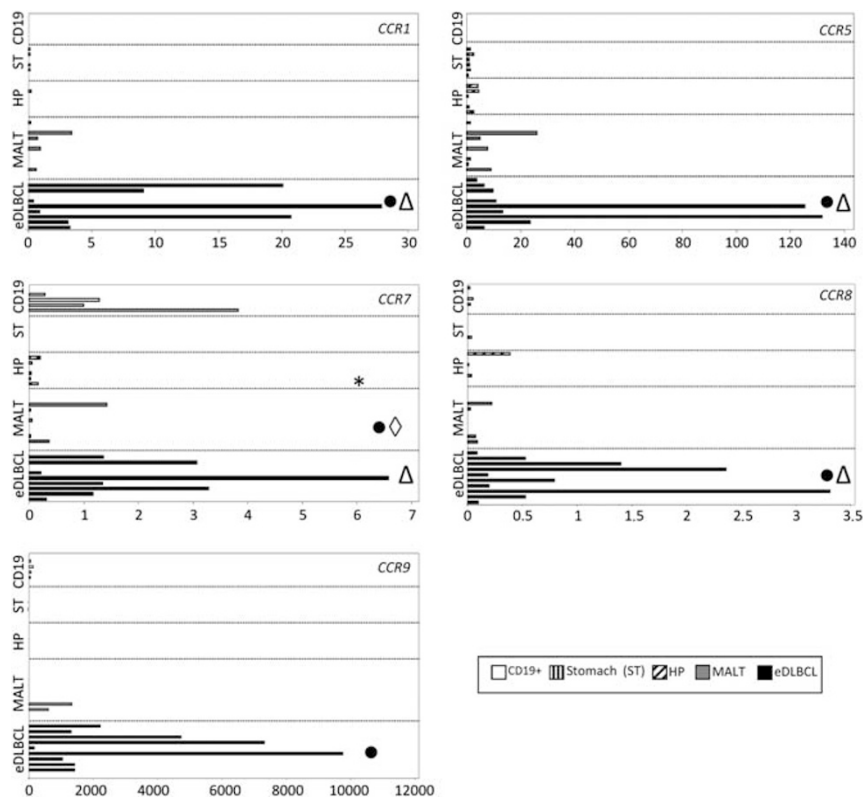 CCR1
CD19
ST
HP
MALT
eDLBCL
0 5 10 15 20 25 30
CCR5
CD19
ST
HP
MALT
eDLBCL
0 20 40 60 80 100 120 140
CCR7
CD19
ST
HP
*
MALT
●◊
eDLBCL
Δ
0 1 2 3 4 5 6 7
CCR8
CD19
ST
HP
MALT
eDLBCL
●Δ
0 0.5 1 1.5 2 2.5 3 3.5
CCR9
CD19
ST
HP
MALT
eDLBCL
●
0 2000 4000 6000 8000 10000 12000
CD19+ Stomach (ST) HP MALT eDLBCL